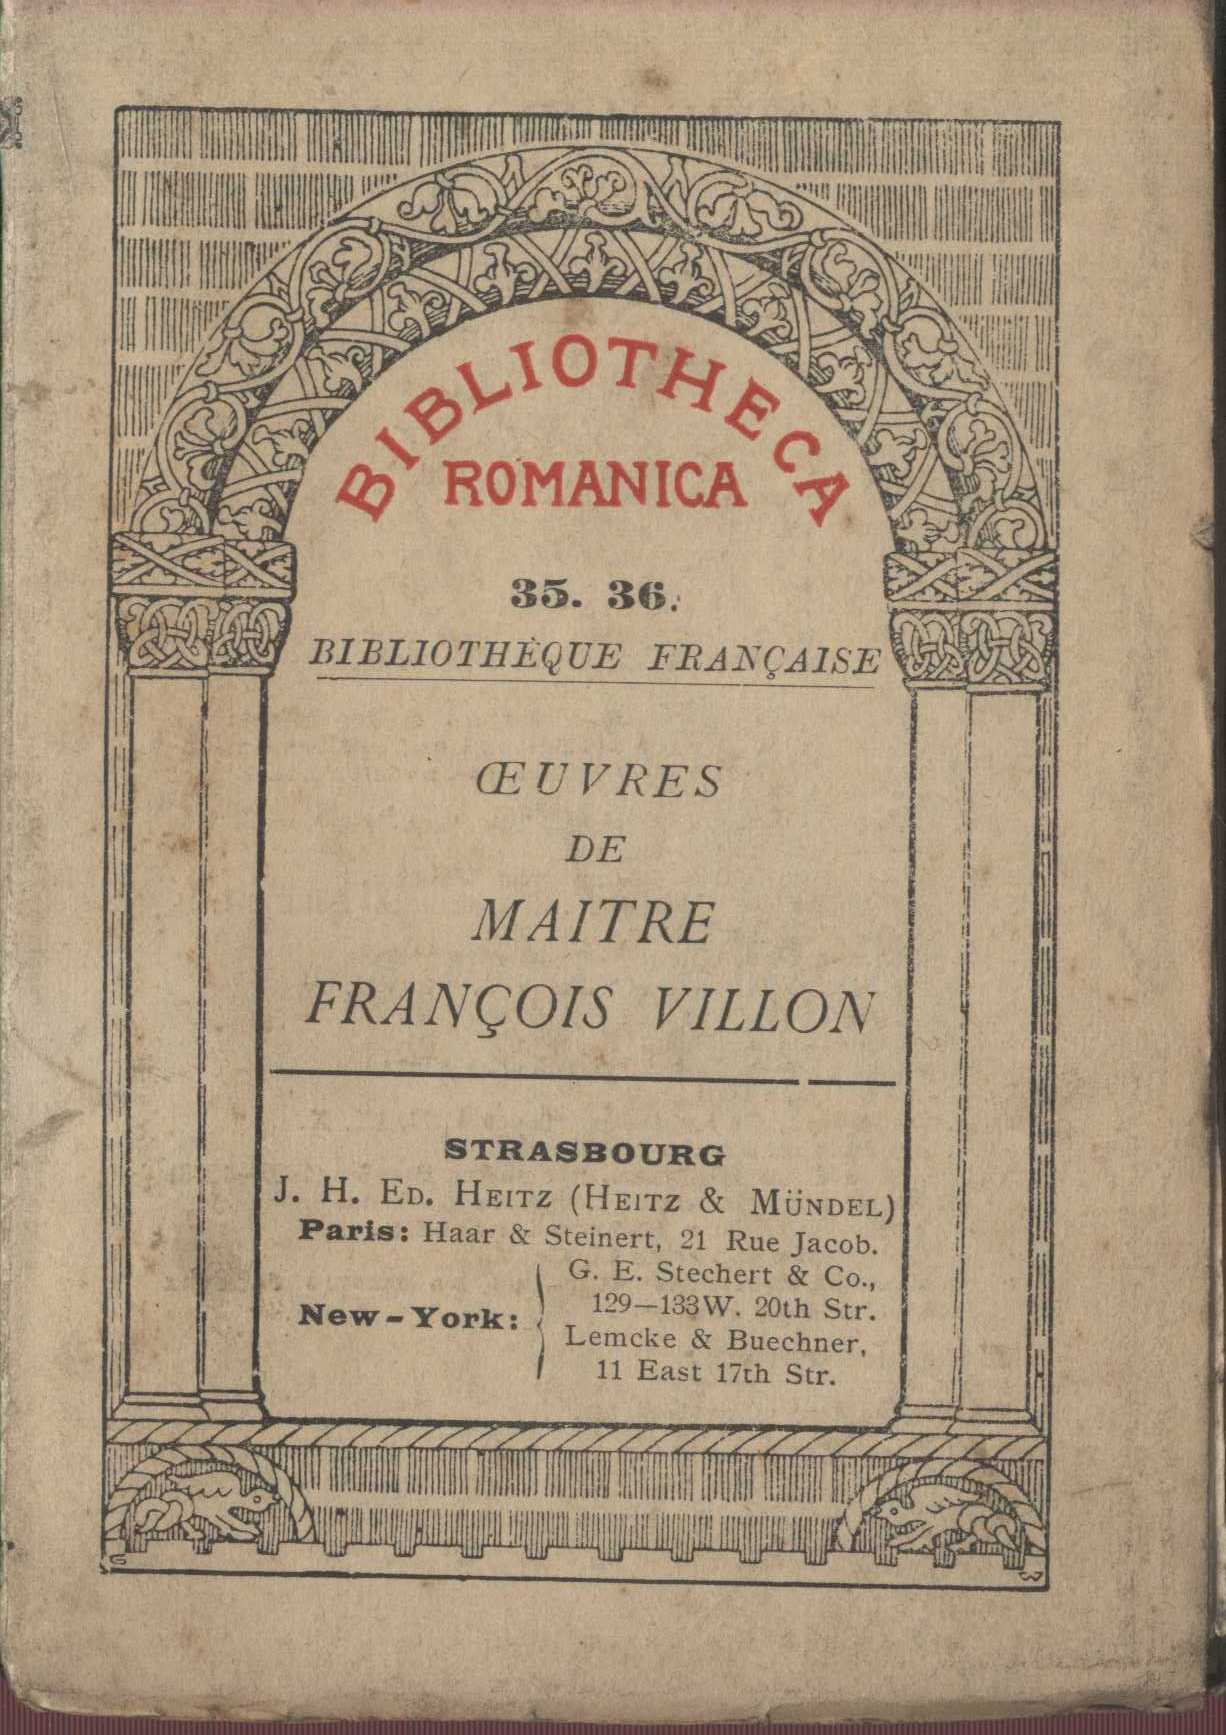 BIBLIOTHECA
ROMANICA
35. 36.
BIBLIOTHÈQUE FRANÇAISE
ŒUVRES
DE
MAITRE
FRANÇOIS VILLON
STRASBOURG
J. H. ED. HEITZ (HEITZ & MÜNDEL)
Paris: Haar & Steinert, 21 Rue Jacob.
G. E. Stechert & Co.,
129—133 W. 20th Str.
New-York:
Lemcke & Buechner,
11 East 17th Str.
G
W